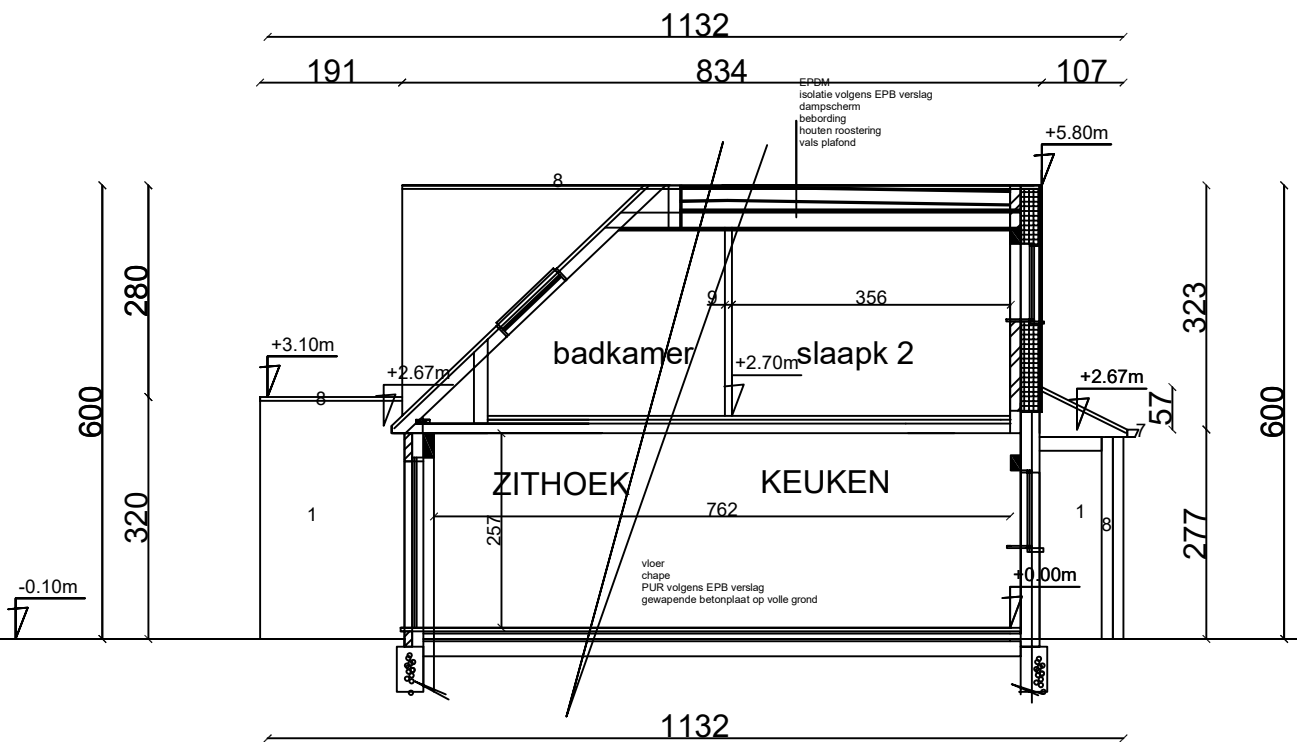 1132
191
834
107
EPDM
isolatie volgens EPB verslag
dampscherm
bebording
houten roostering
vals plafond
+5.80m
8
280
9
356
323
+3.10m
badkamer
+2.70m
slaapk 2
+2.67m
+2.67m
8
57
600
600
7
ZITHOEK
KEUKEN
1
762
1
8
320
257
277
vloer
chape
PUR volgens EPB verslag
gewapende betonplaat op volle grond
+0.00m
-0.10m
1132